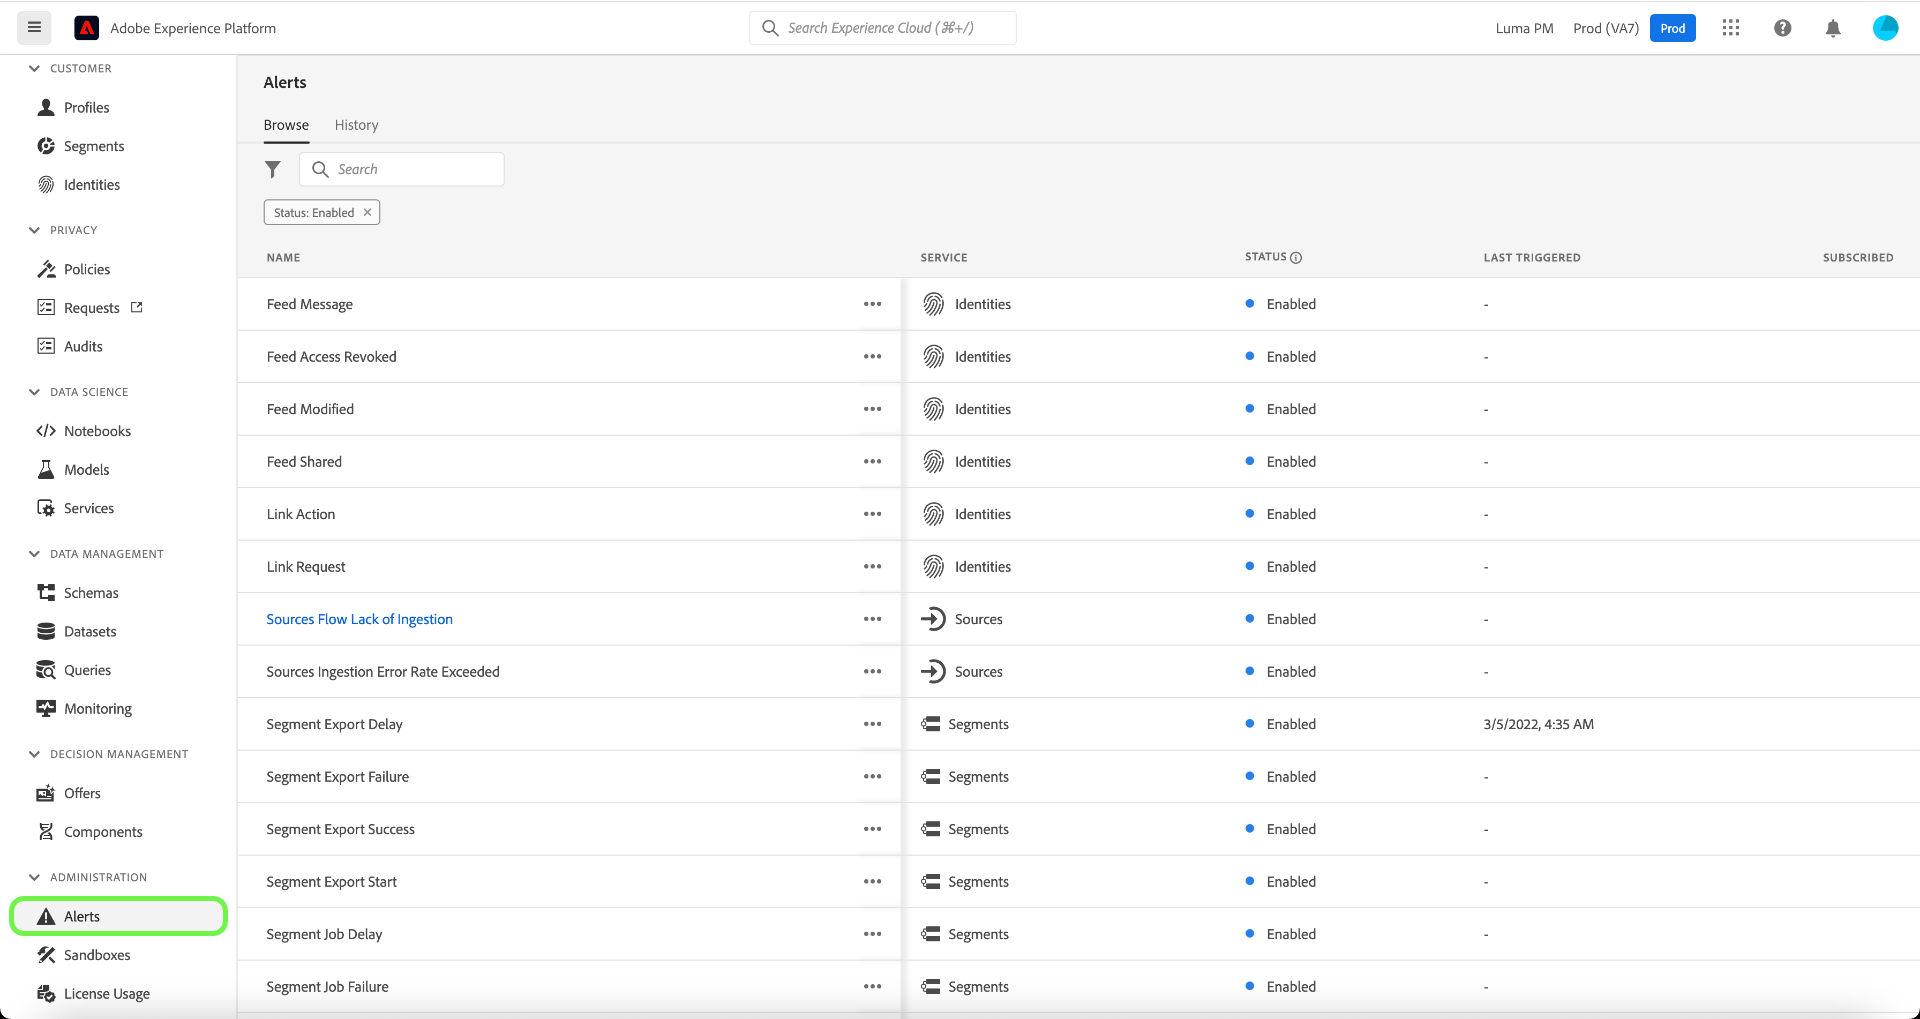 Adobe Experience Platform
Search Experience Cloud (⌘+/)
Luma PM
Prod (VA7)
Prod
CUSTOMER
Profiles
Segments
Identities
PRIVACY
Policies
Requests
Audits
DATA SCIENCE
Notebooks
Models
Services
DATA MANAGEMENT
Schemas
Datasets
Queries
Monitoring
DECISION MANAGEMENT
Offers
Components
ADMINISTRATION
Alerts
Sandboxes
License Usage
Alerts
Browse History
Search
Status: Enabled ×
NAME SERVICE STATUS LAST TRIGGERED SUBSCRIBED
Feed Message ••• Identities Enabled -
Feed Access Revoked ••• Identities Enabled -
Feed Modified ••• Identities Enabled -
Feed Shared ••• Identities Enabled -
Link Action ••• Identities Enabled -
Link Request ••• Identities Enabled -
Sources Flow Lack of Ingestion ••• Sources Enabled -
Sources Ingestion Error Rate Exceeded ••• Sources Enabled -
Segment Export Delay ••• Segments Enabled 3/5/2022, 4:35 AM
Segment Export Failure ••• Segments Enabled -
Segment Export Success ••• Segments Enabled -
Segment Export Start ••• Segments Enabled -
Segment Job Delay ••• Segments Enabled -
Segment Job Failure ••• Segments Enabled -